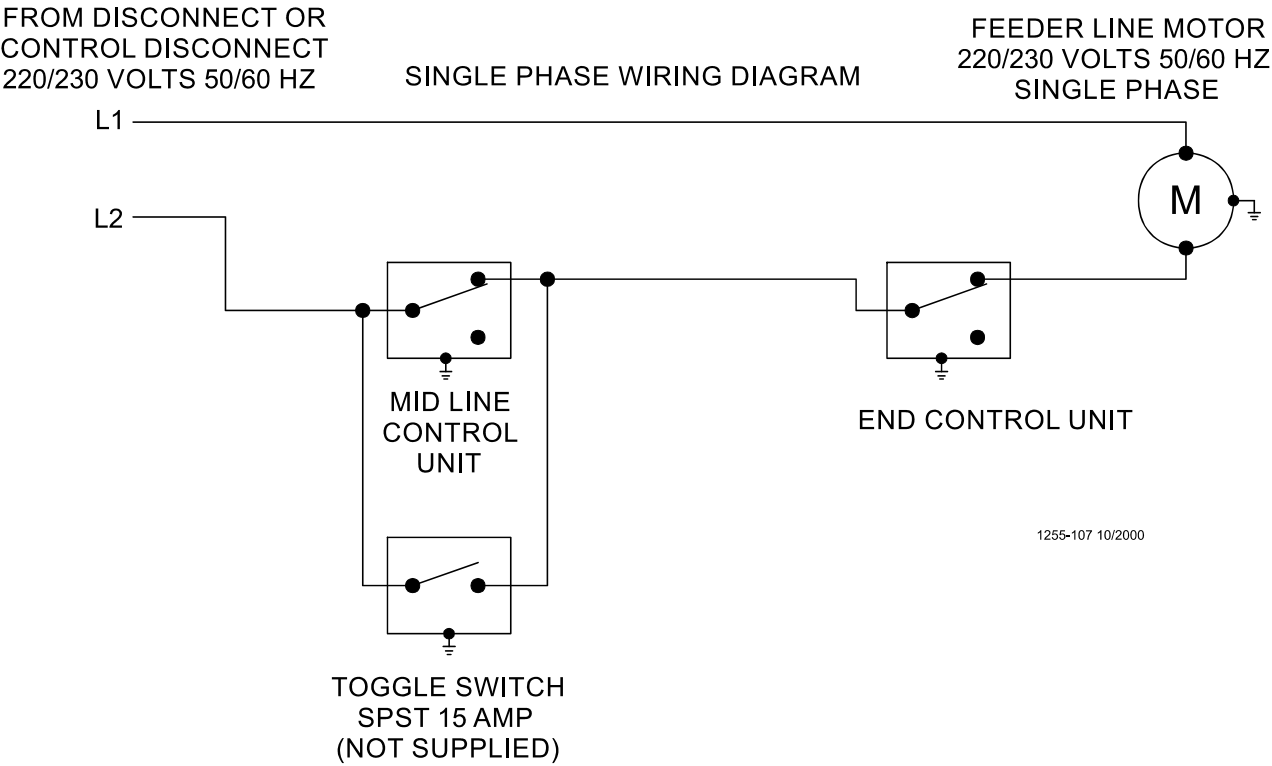 FROM DISCONNECT OR
CONTROL DISCONNECT
220/230 VOLTS 50/60 HZ
SINGLE PHASE WIRING DIAGRAM
FEEDER LINE MOTOR
220/230 VOLTS 50/60 HZ
SINGLE PHASE
L1
M
L2
MID LINE
CONTROL
UNIT
END CONTROL UNIT
1255-107 10/2000
TOGGLE SWITCH
SPST 15 AMP
(NOT SUPPLIED)